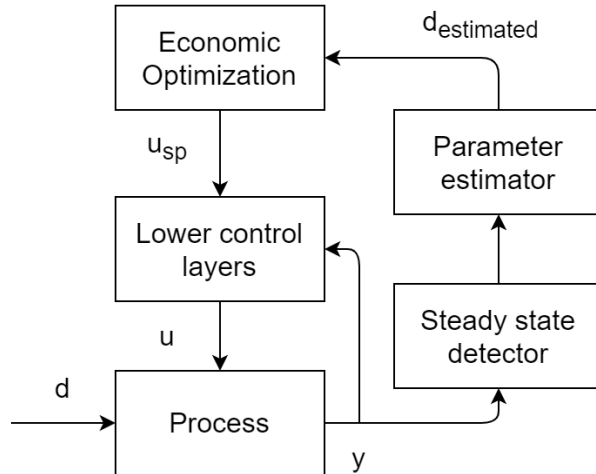 Economic
Optimization
d_estimated
u_sp
Parameter
estimator
Lower control
layers
u
Steady state
detector
d
Process
y